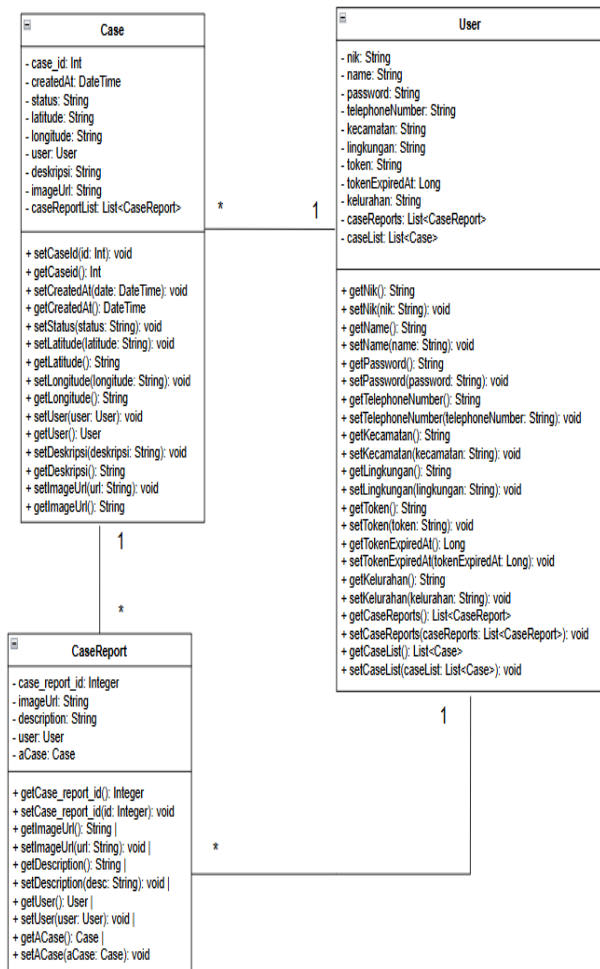 Case
- case_id: Int
- createdAt: DateTime
- status: String
- latitude: String
- longitude: String
- user: User
- deskripsi: String
- imageUrl: String
- caseReportList: List<CaseReport>
+ setCaseId(id: Int): void
+ getCaseid(): Int
+ setCreatedAt(date: DateTime): void
+ getCreatedAt(): DateTime
+ setStatus(status: String): void
+ setLatitude(latitude: String): void
+ getLatitude(): String
+ setLongitude(longitude: String): void
+ getLongitude(): String
+ setUser(user: User): void
+ getUser(): User
+ setDeskripsi(deskripsi: String): void
+ getDeskripsi(): String
+ setImageUrl(url: String): void
+ getImageUrl(): String
*
1
User
- nik: String
- name: String
- password: String
- telephoneNumber: String
- kecamatan: String
- lingkungan: String
- token: String
- tokenExpiredAt: Long
- kelurahan: String
- caseReports: List<CaseReport>
- caseList: List<Case>
+ getNik(): String
+ setNik(nik: String): void
+ getName(): String
+ setName(name: String): void
+ getPassword(): String
+ setPassword(password: String): void
+ getTelephoneNumber(): String
+ setTelephoneNumber(telephoneNumber: String): void
+ getKecamatan(): String
+ setKecamatan(kecamatan: String): void
+ getLingkungan(): String
+ setLingkungan(lingkungan: String): void
+ getToken(): String
+ setToken(token: String): void
+ getTokenExpiredAt(): Long
+ setTokenExpiredAt(tokenExpiredAt: Long): void
+ getKelurahan(): String
+ setKelurahan(kelurahan: String): void
+ getCaseReports(): List<CaseReport>
+ setCaseReports(caseReports: List<CaseReport>): void
+ getCaseList(): List<Case>
+ setCaseList(caseList: List<Case>): void
1
*
CaseReport
- case_report_id: Integer
- imageUrl: String
- description: String
- user: User
- aCase: Case
+ getCase_report_id(): Integer
+ setCase_report_id(id: Integer): void
+ getImageUrl(): String |
+ setImageUrl(url: String): void |
+ getDescription(): String |
+ setDescription(desc: String): void |
+ getUser(): User |
+ setUser(user: User): void |
+ getACase(): Case |
+ setACase(aCase: Case): void
*
1